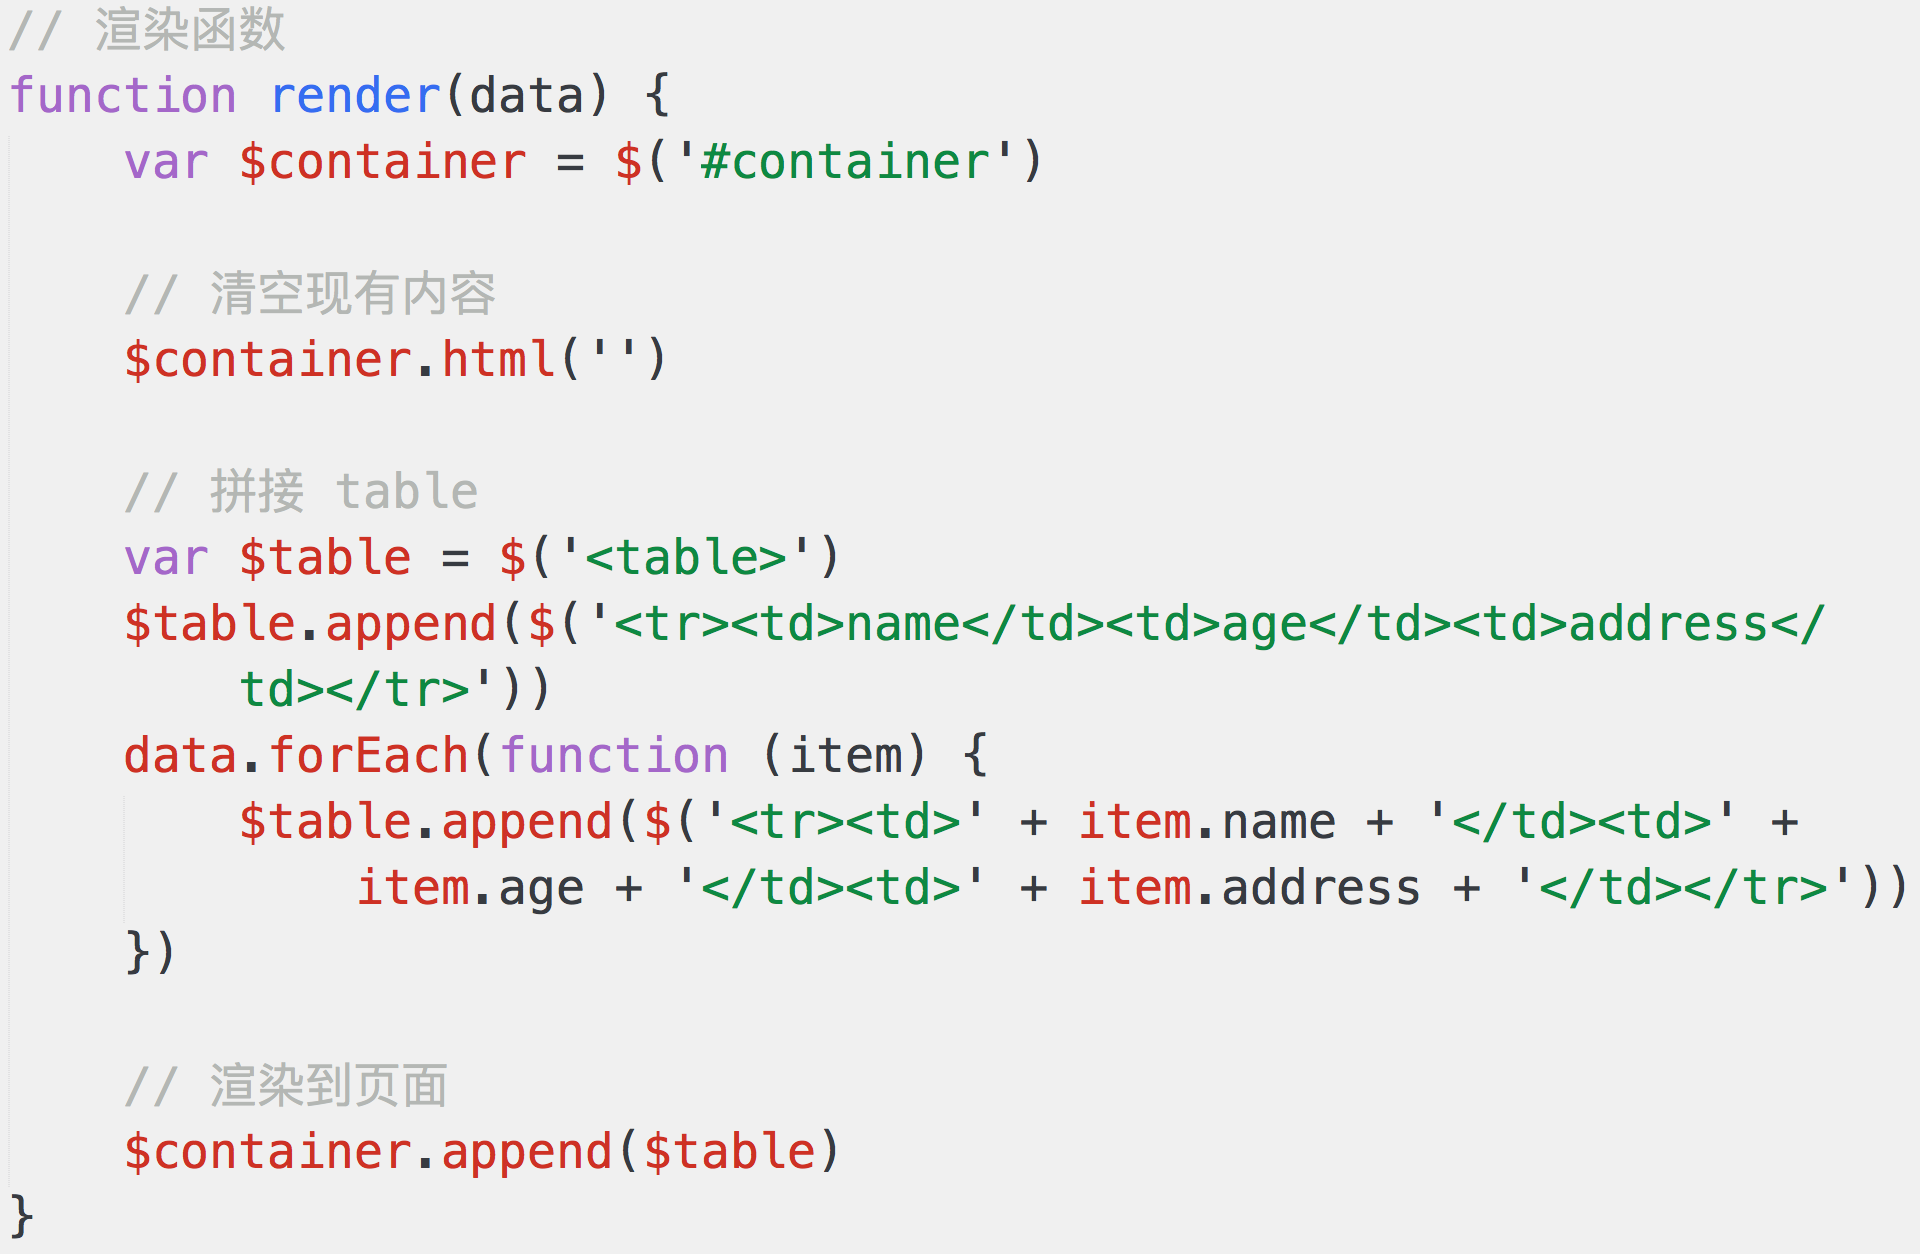 // 渲染函数
function render(data) {
    var $container = $('#container')

    // 清空现有内容
    $container.html('')

    // 拼接 table
    var $table = $('<table>')
    $table.append($('<tr><td>name</td><td>age</td><td>address</
        td></tr>'))
    data.forEach(function (item) {
        $table.append($('<tr><td>' + item.name + '</td><td>' +
            item.age + '</td><td>' + item.address + '</td></tr>'))
    })

    // 渲染到页面
    $container.append($table)
}